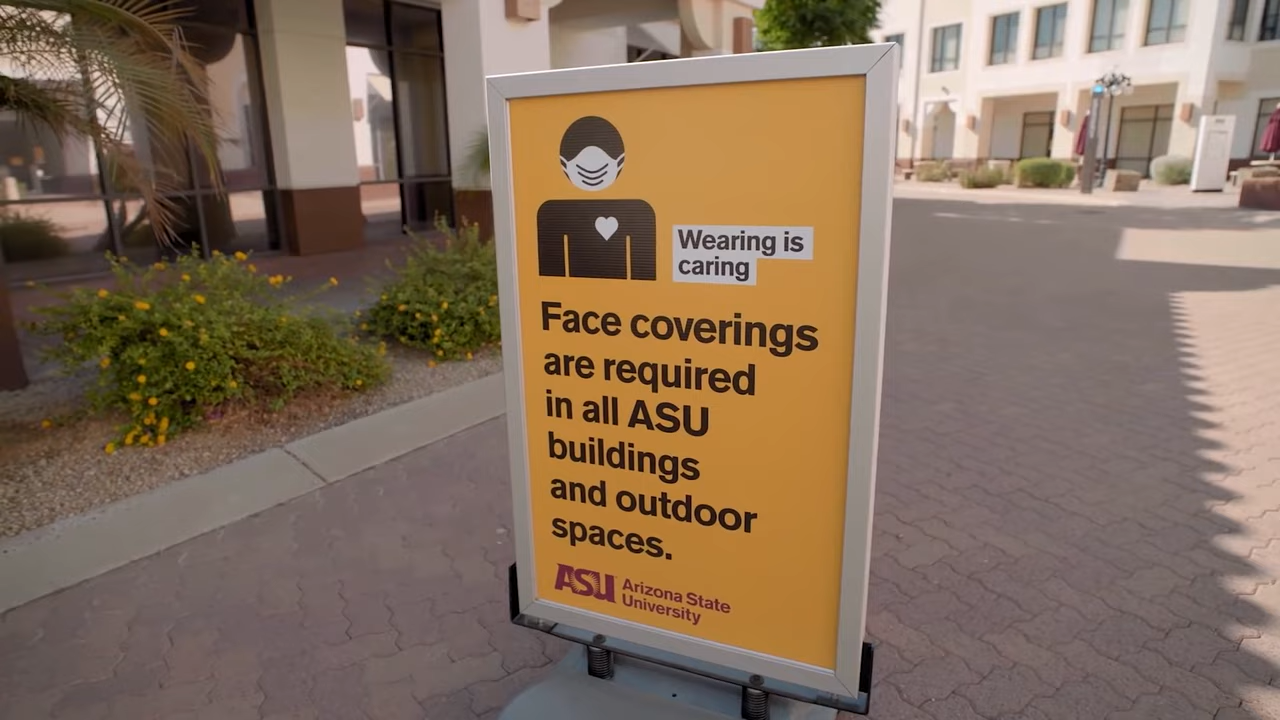 Wearing is
caring
Face coverings
are required
in all ASU
buildings
and outdoor
spaces.
ASU Arizona State
University